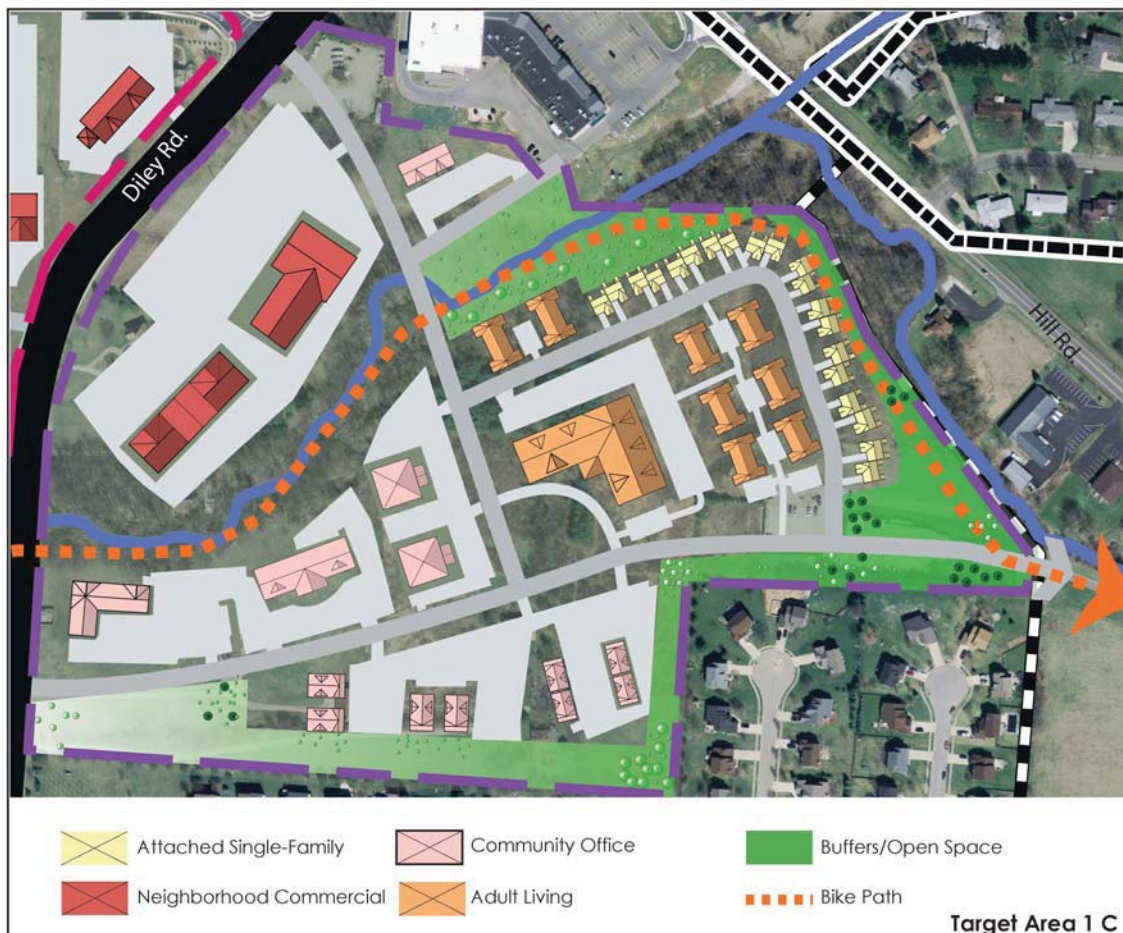 Diley Rd.
Hill Rd.
Attached Single-Family
Community Office
Buffers/Open Space
Neighborhood Commercial
Adult Living
Bike Path
Target Area 1 C